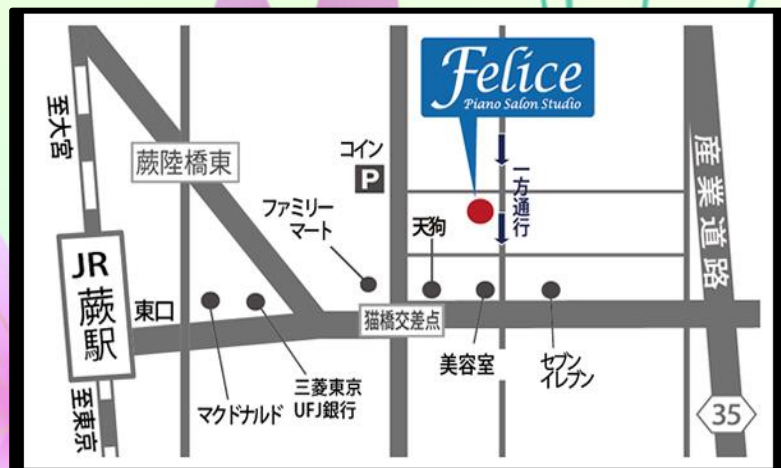 Felice
Piano Salon Studio
至大宮
蕨陸橋東
コイン
P
一方通行
産業道路
ファミリー
マート
天狗
JR
蕨駅
東口
猫橋交差点
美容室
セブン
イレブン
三菱東京
UFJ銀行
マクドナルド
至東京
35